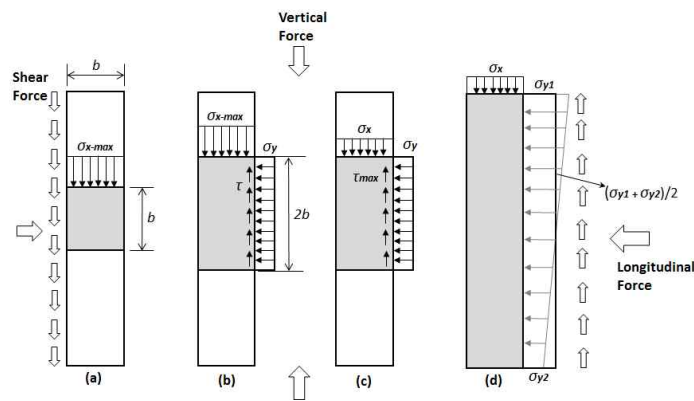 Vertical
Force
Shear
Force
b
σx-max
b
(a)
σx-max
σy
τ
2b
(b)
σx
σy
τmax
(c)
σx
σy1
(σy1 + σy2)/2
Longitudinal
Force
σy2
(d)